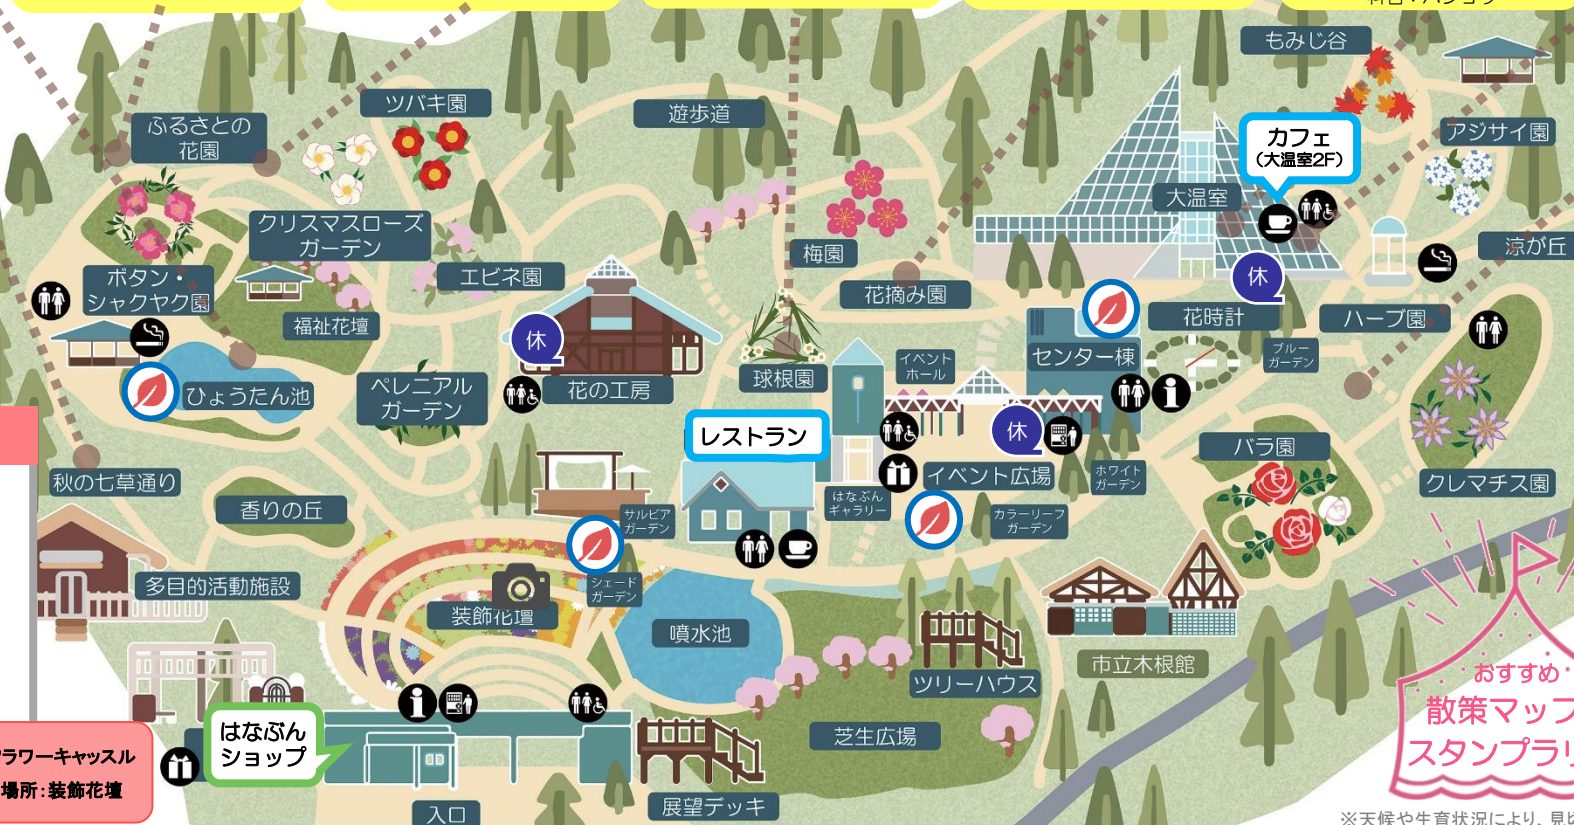 もみじ谷
ツバキ園
遊歩道
ふるさとの
花園
アジサイ園
カフェ
(大温室2F)
大温室
クリスマスローズ
ガーデン
梅園
涼が丘
ボタン・
シャクヤク園
エビネ園
休
花摘み園
福祉花壇
花時計
ハーブ園
休
センター棟
ブルー
ガーデン
イベント
ホール
球根園
花の工房
ペレニアル
ガーデン
ひょうたん池
レストラン
休
バラ園
秋の七草通り
イベント広場
ホワイト
ガーデン
クレマチス園
香りの丘
はなぶん
ギャラリー
サルビア
ガーデン
カラーリーフ
ガーデン
多目的活動施設
シェード
ガーデン
装飾花壇
噴水池
市立木根館
おすすめ
散策マップ
スタンプラリ
ツリーハウス
はなぶん
ショップ
芝生広場
ラワーキャッスル
場所:装飾花壇
展望デッキ
入口
※天候や生育状況により、見